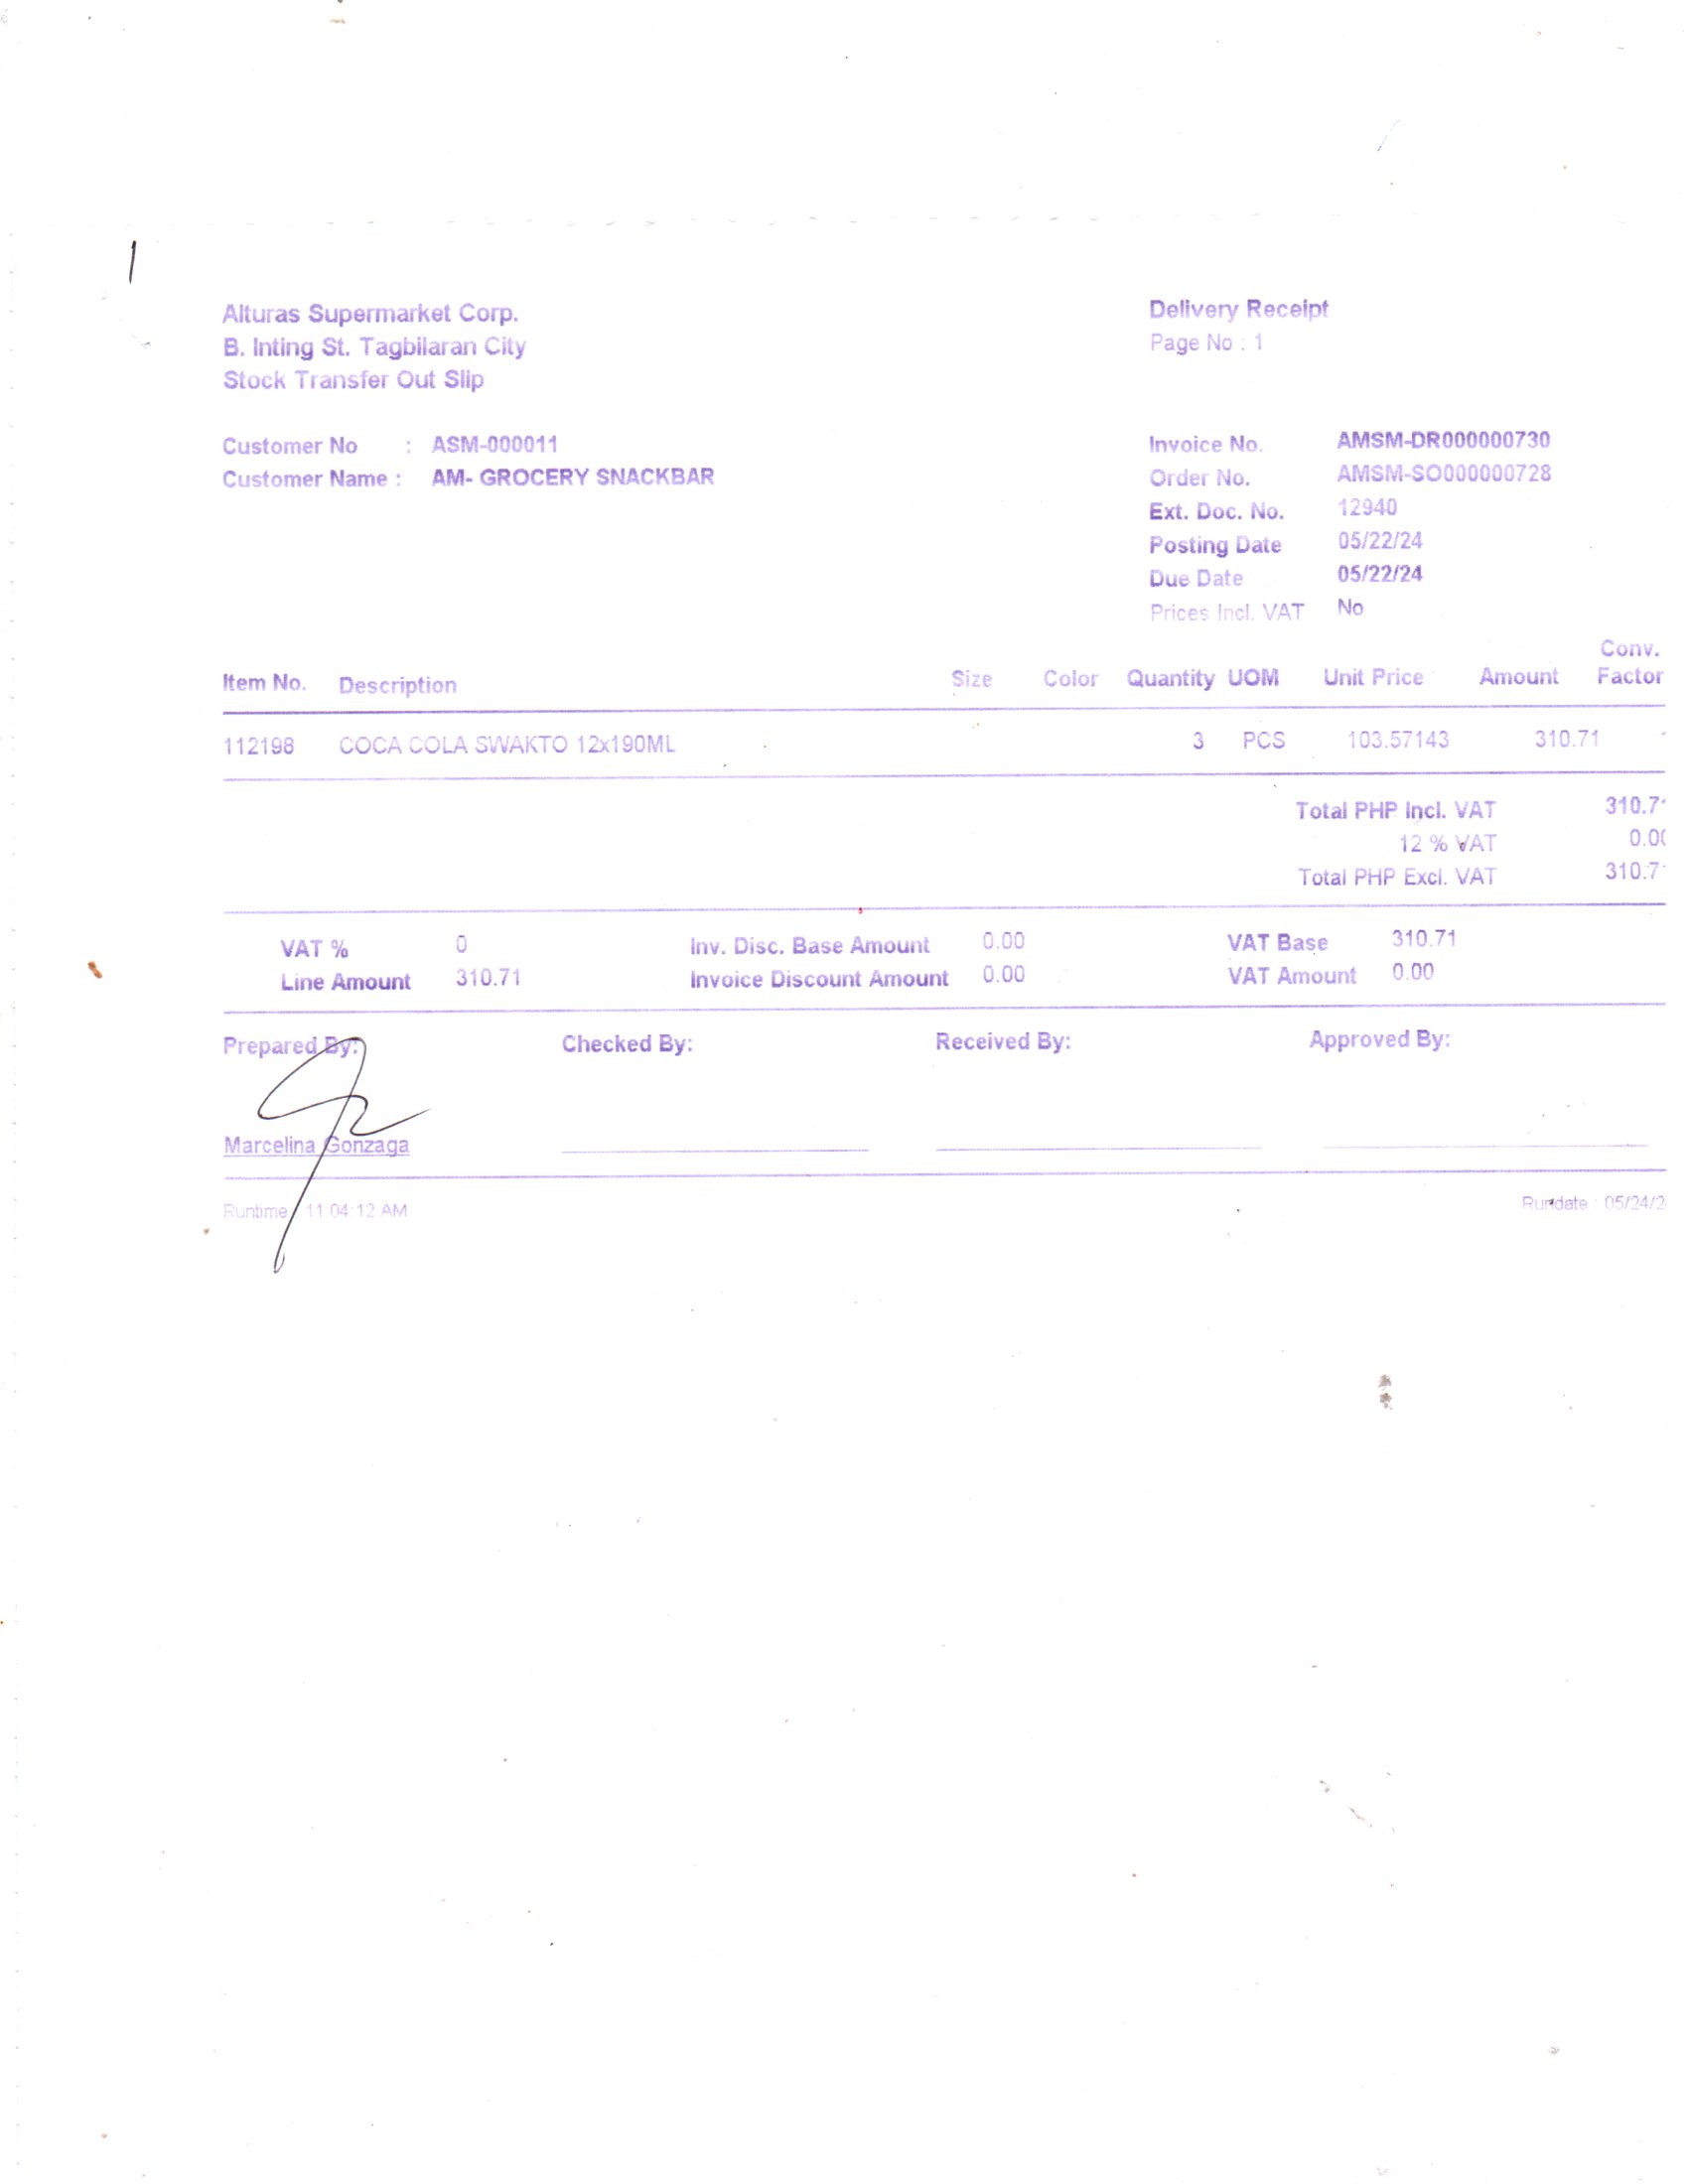 Alturas Supermarket Corp.
B. Inting St. Tagbilaran City
Stock Transfer Out Slip
Delivery Receipt
Page No : 1
Customer No : ASM-000011
Customer Name : AM- GROCERY SNACKBAR
Invoice No. AMSM-DR000000730
Order No. AMSM-SO000000728
Ext. Doc. No. 12940
Posting Date 05/22/24
Due Date 05/22/24
Prices Incl. VAT No
Item No. Description Size Color Quantity UOM Unit Price Amount Conv. Factor
112198 COCA COLA SWAKTO 12x190ML 3 PCS 103.57143 310.71
Total PHP Incl. VAT 310.7
12 % VAT 0.0
Total PHP Excl. VAT 310.7
VAT % 0 Inv. Disc. Base Amount 0.00 VAT Base 310.71
Line Amount 310.71 Invoice Discount Amount 0.00 VAT Amount 0.00
Prepared By: Checked By: Received By: Approved By:
Marcelina Gonzaga
Runtime 11:04:12 AM Rundate : 05/24/2